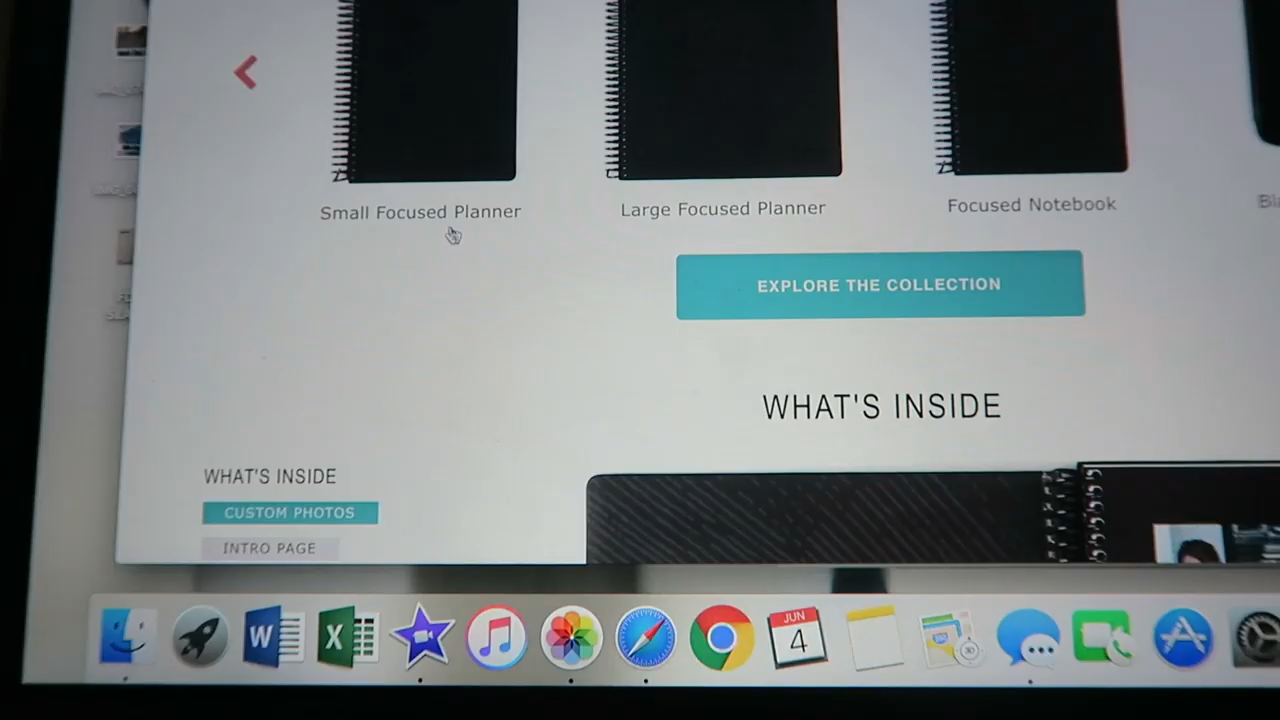 Small Focused Planner
Large Focused Planner
Focused Notebook
EXPLORE THE COLLECTION
WHAT'S INSIDE
WHAT'S INSIDE
CUSTOM PHOTOS
INTRO PAGE
W
X
JUN
4